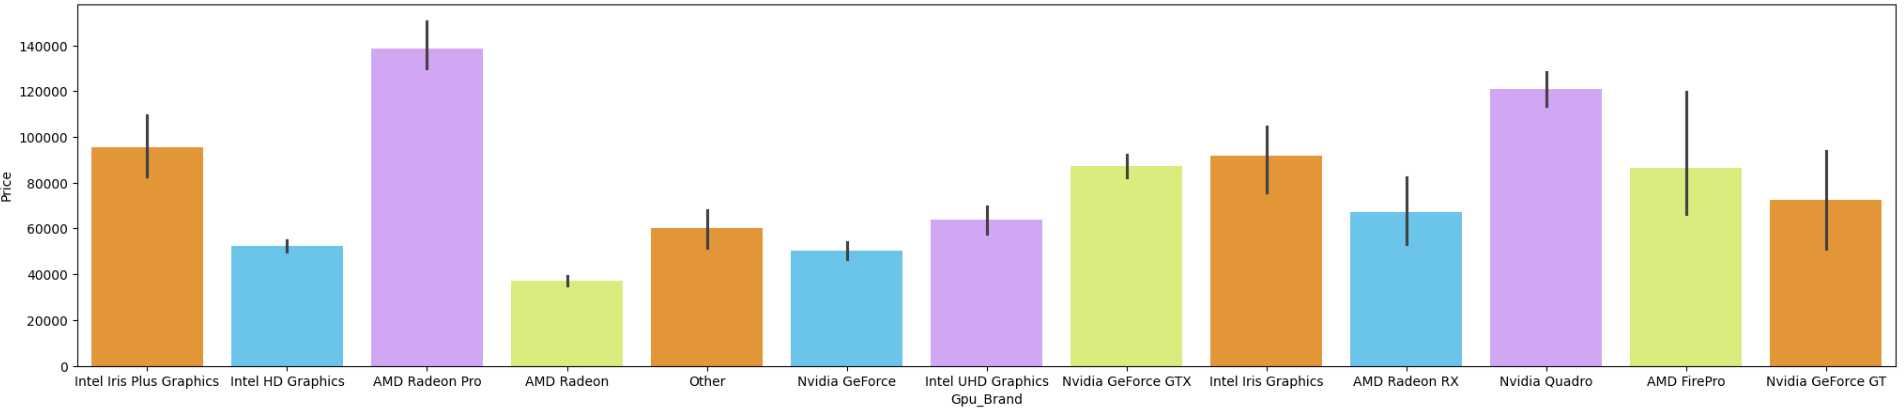 140000
120000
100000
80000
60000
40000
20000
0
Price
Intel Iris Plus Graphics Intel HD Graphics AMD Radeon Pro AMD Radeon Other Nvidia GeForce Intel UHD Graphics Nvidia GeForce GTX Intel Iris Graphics AMD Radeon RX Nvidia Quadro AMD FirePro Nvidia GeForce GT
Gpu_Brand